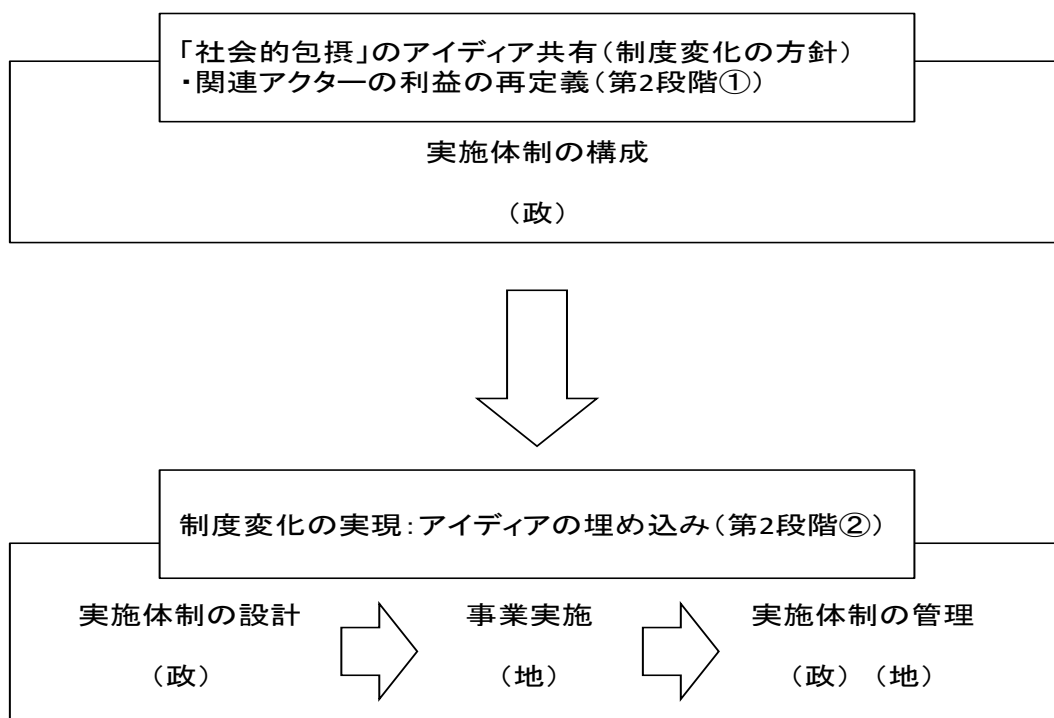 「社会的包摂」のアイディア共有(制度変化の方針)
・関連アクターの利益の再定義(第2段階①)
実施体制の構成
(政)
制度変化の実現:アイディアの埋め込み(第2段階②)
実施体制の設計 事業実施 実施体制の管理
(政) (地) (政)(地)